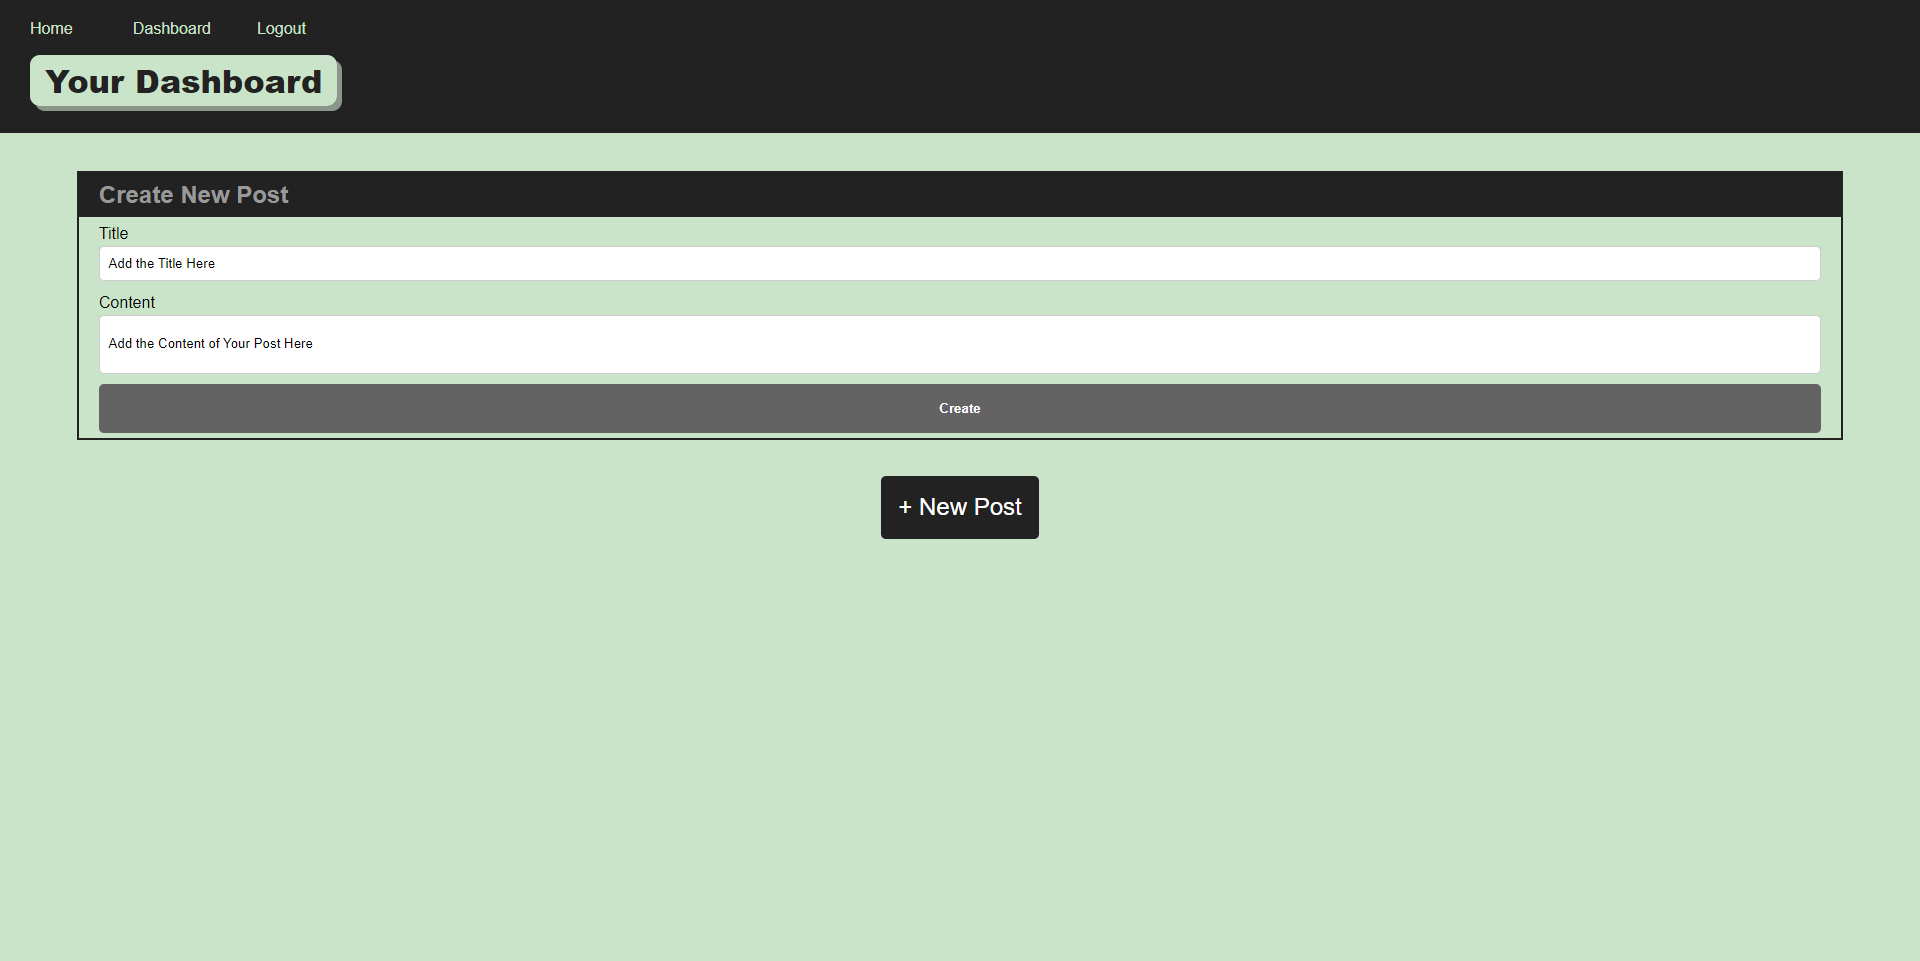 Home Dashboard Logout
Your Dashboard
Create New Post
Title
Add the Title Here
Content
Add the Content of Your Post Here
Create
+ New Post